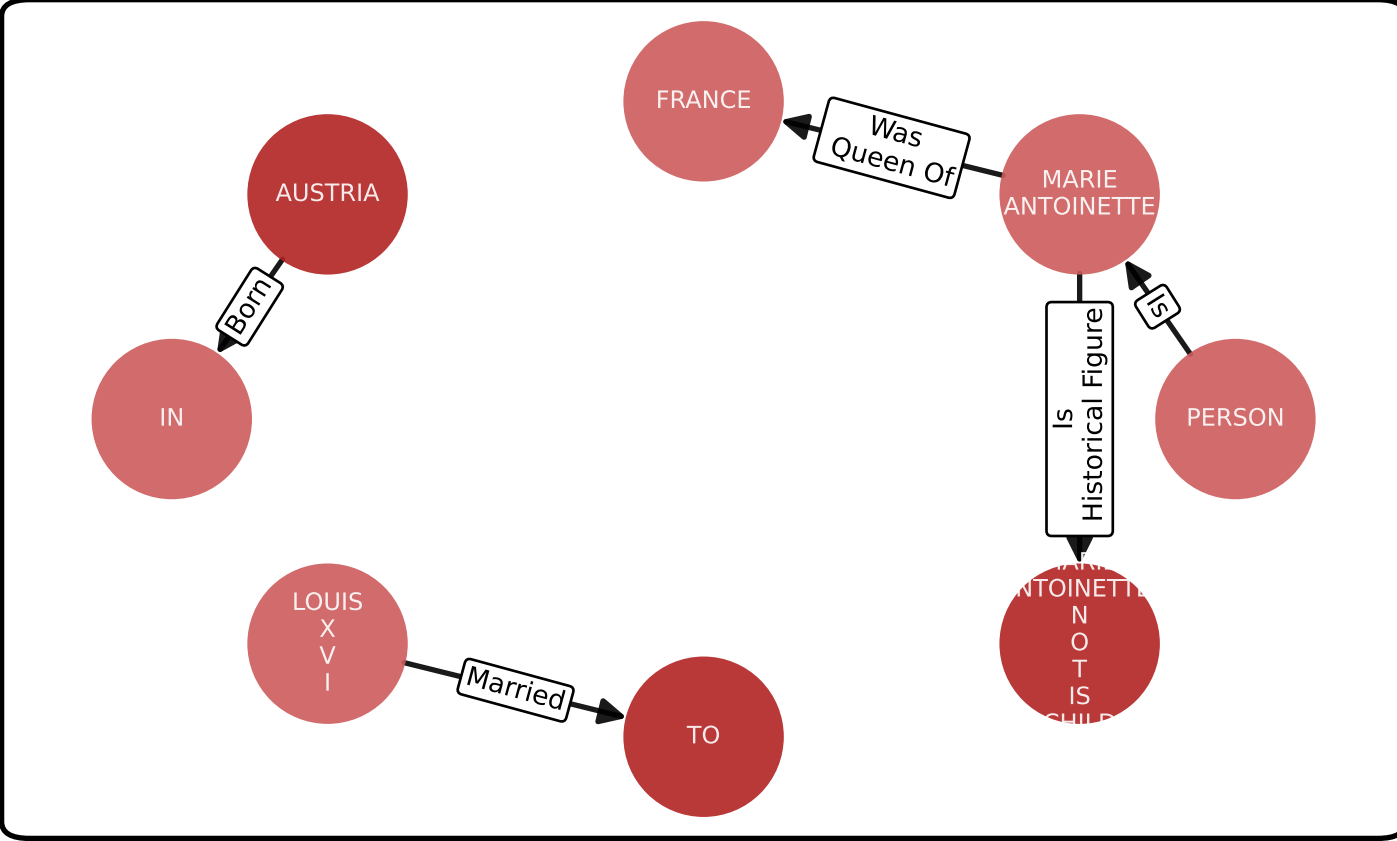 FRANCE
Was
Queen Of
MARIE
ANTOINETTE
AUSTRIA
Born
IN
Is
PERSON
Is
Historical Figure
LOUIS
X
V
I
Married
TO
N
O
T
IS